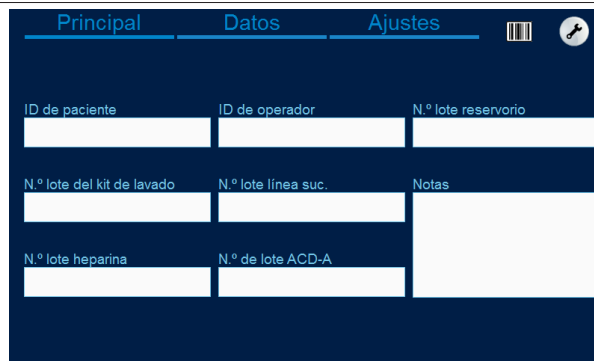 Principal Datos Ajustes
ID de paciente ID de operador N.º lote reservorio
N.º lote del kit de lavado N.º lote línea suc. Notas
N.º lote heparina N.º de lote ACD-A